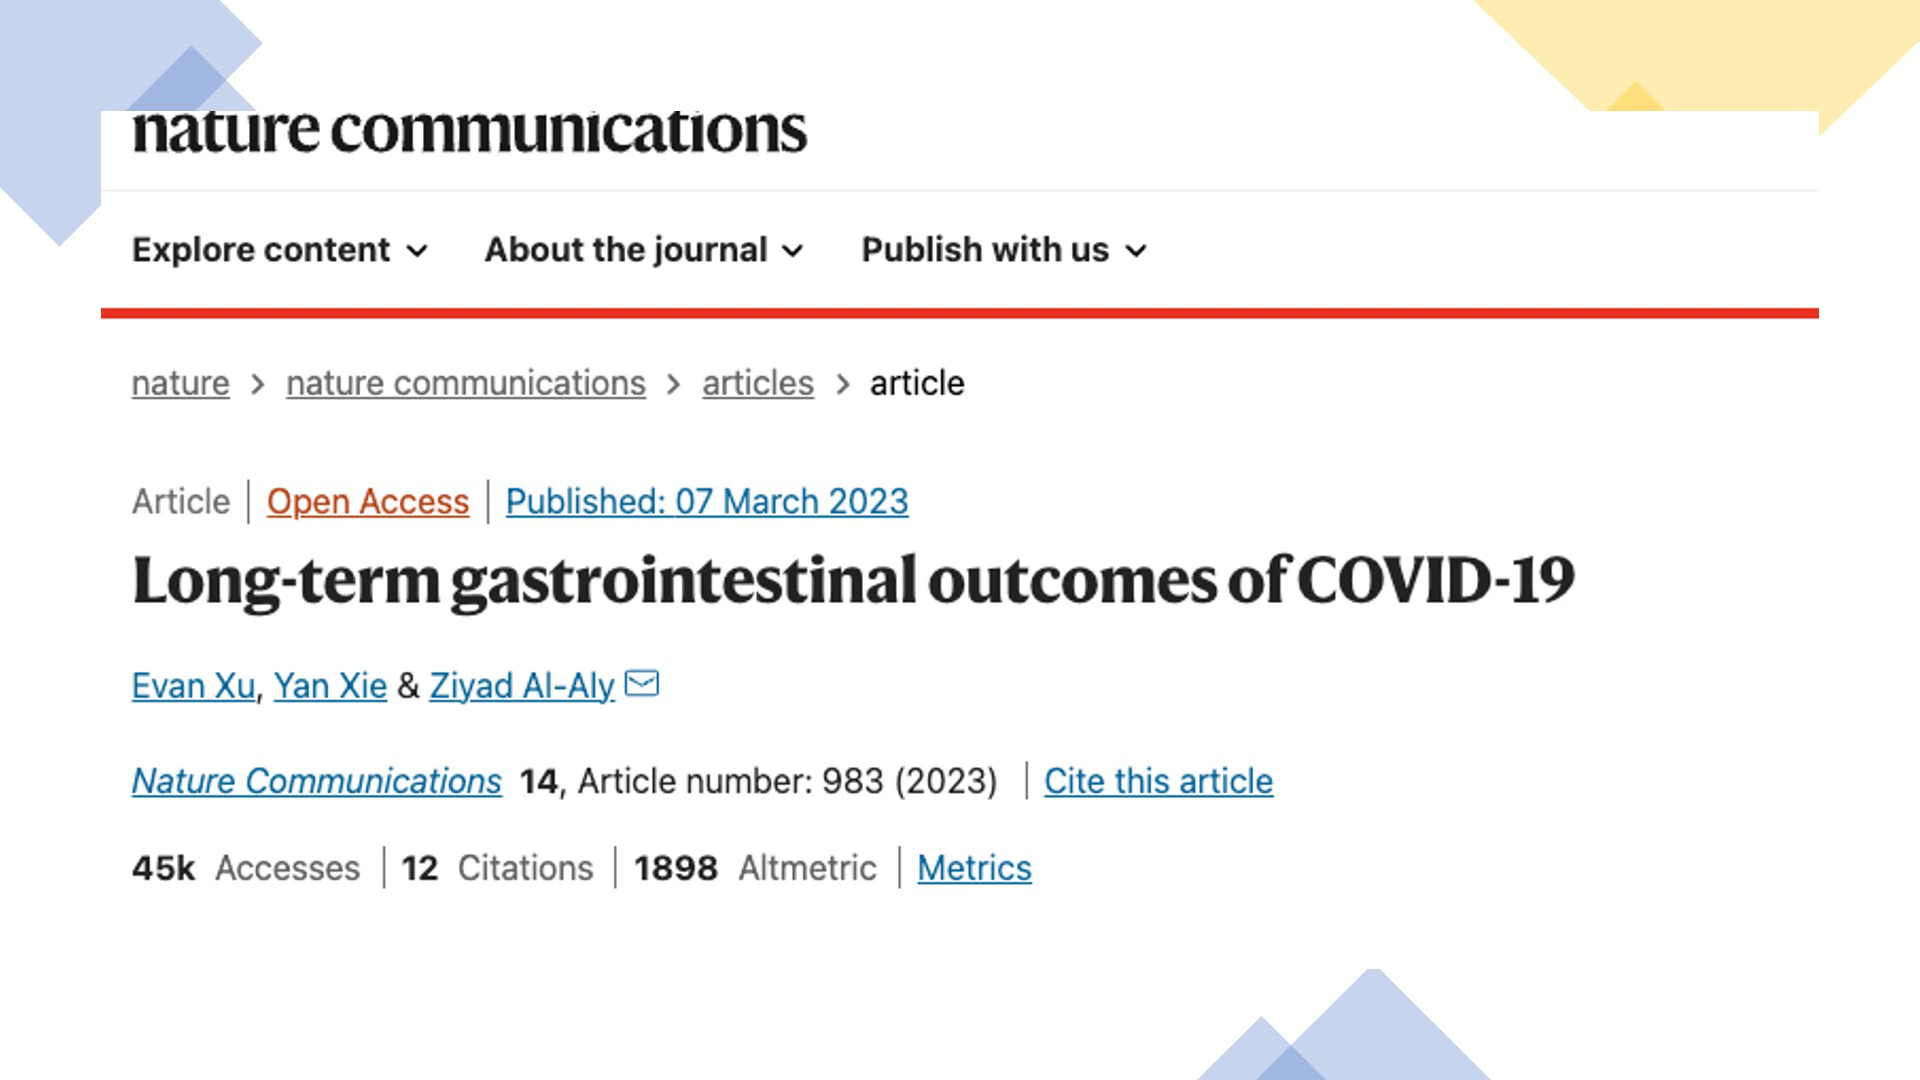 nature communications
Explore content About the journal Publish with us
nature > nature communications > articles > article
Article | Open Access | Published: 07 March 2023
Long-term gastrointestinal outcomes of COVID-19
Evan Xu, Yan Xie & Ziyad Al-Aly
Nature Communications 14, Article number: 983 (2023) | Cite this article
45k Accesses | 12 Citations | 1898 Altmetric | Metrics